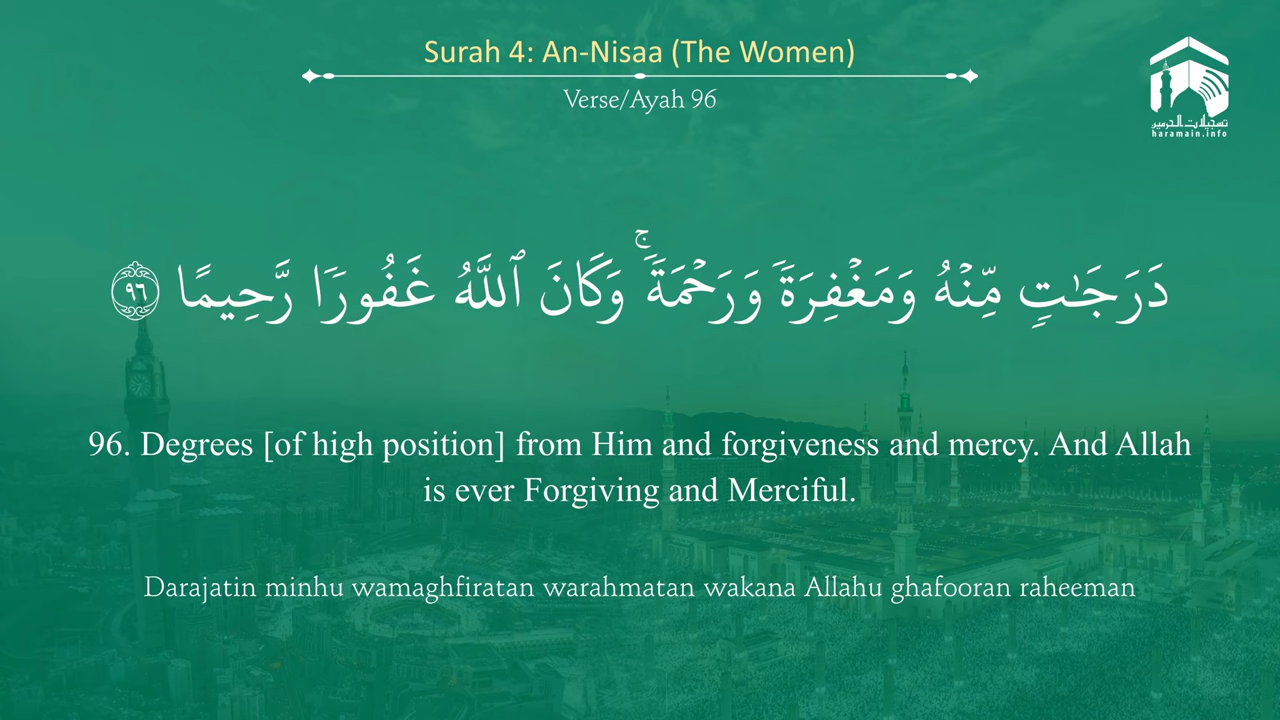 Surah 4: An-Nisaa (The Women)
Verse/Ayah 96
تسجيلات الحرمين
haramain.info
دَرَجَـٰتٍ مِّنْهُ وَمَغْفِرَةً وَرَحْمَةً ۚ وَكَانَ ٱللَّهُ غَفُورًا رَّحِيمًا ٩٦
96. Degrees [of high position] from Him and forgiveness and mercy. And Allah
is ever Forgiving and Merciful.
Darajatin minhu wamaghfiratan warahmatan wakana Allahu ghafooran raheeman